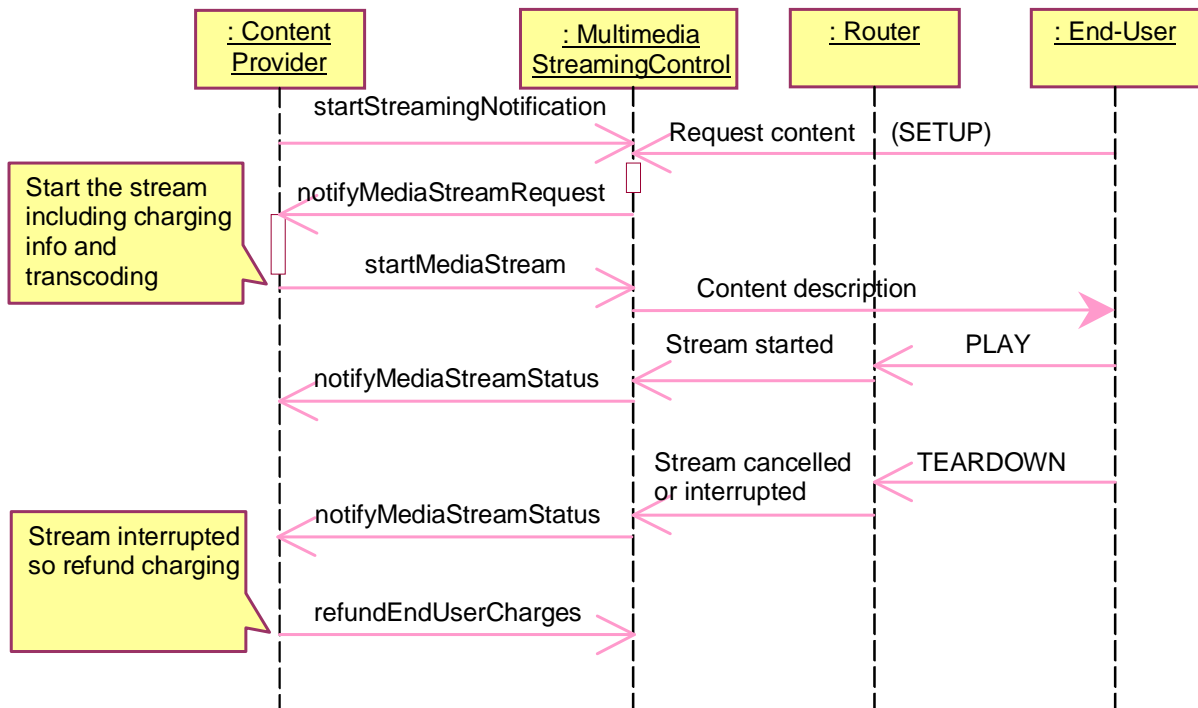 : Content
Provider
: Multimedia
StreamingControl
: Router
: End-User
startStreamingNotification
Request content (SETUP)
Start the stream
including charging
info and
transcoding
notifyMediaStreamRequest
startMediaStream
Content description
Stream started
PLAY
notifyMediaStreamStatus
Stream cancelled
or interrupted
TEARDOWN
notifyMediaStreamStatus
Stream interrupted
so refund charging
refundEndUserCharges